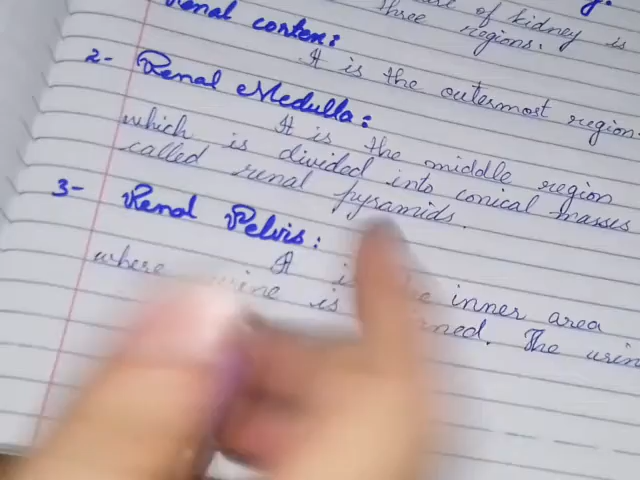 of kidney is
three regions.
Renal cortex:
It is the outermost region.
2- Renal Medulla:
It is the middle region
which is divided into conical masses
called renal pyramids.
3- Renal Pelvis:
It inner area
where is The